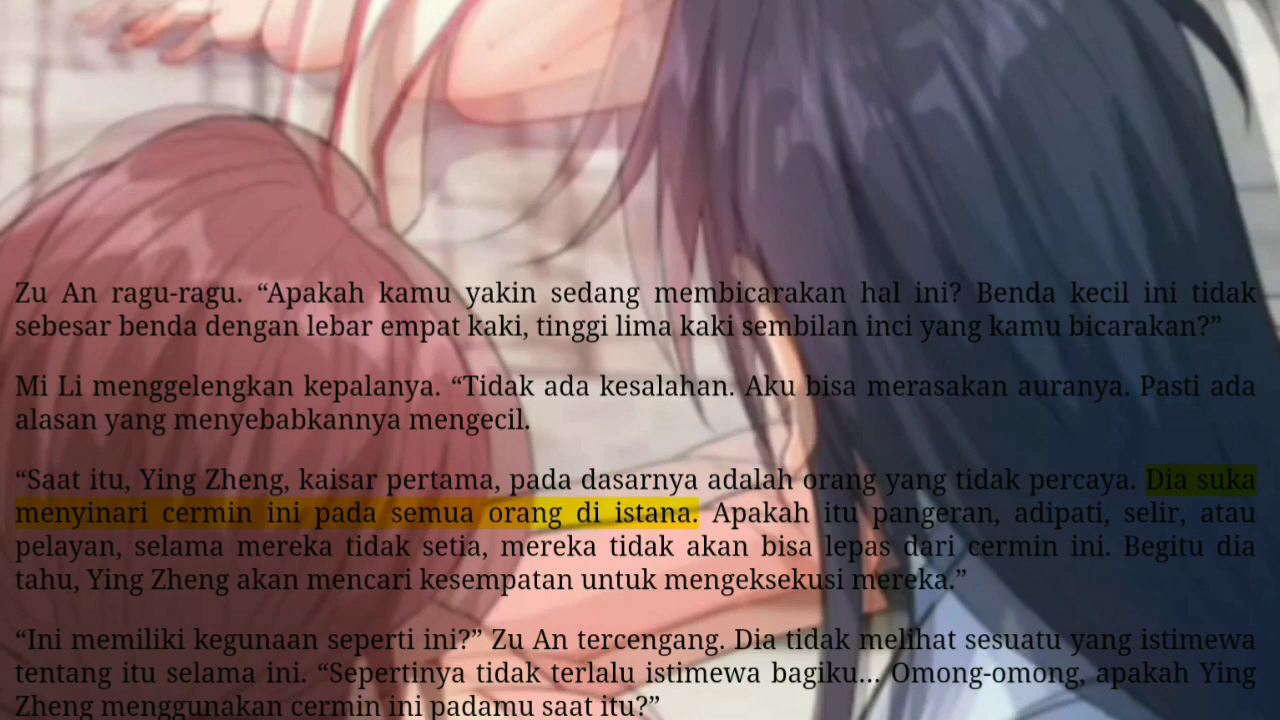 Zu An ragu-ragu. “Apakah kamu yakin sedang membicarakan hal ini? Benda kecil ini tidak
sebesar benda dengan lebar empat kaki, tinggi lima kaki sembilan inci yang kamu bicarakan?”
Mi Li menggelengkan kepalanya. “Tidak ada kesalahan. Aku bisa merasakan auranya. Pasti ada
alasan yang menyebabkannya mengecil.
“Saat itu, Ying Zheng, kaisar pertama, pada dasarnya adalah orang yang tidak percaya. Dia suka
menyinari cermin ini pada semua orang di istana. Apakah itu pangeran, adipati, selir, atau
pelayan, selama mereka tidak setia, mereka tidak akan bisa lepas dari cermin ini. Begitu dia
tahu, Ying Zheng akan mencari kesempatan untuk mengeksekusi mereka.”
“Ini memiliki kegunaan seperti ini?” Zu An tercengang. Dia tidak melihat sesuatu yang istimewa
tentang itu selama ini. “Sepertinya tidak terlalu istimewa bagiku... Omong-omong, apakah Ying
Zheng menggunakan cermin ini padamu saat itu?”